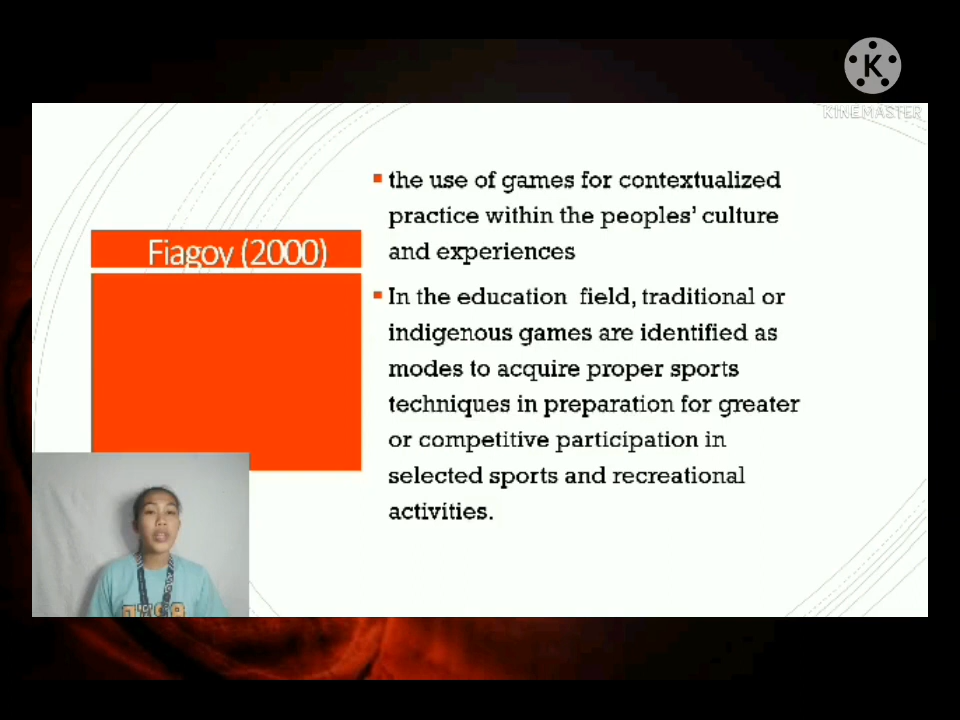 K
KINEMASTER
Fiagoy (2000)
▪ the use of games for contextualized
practice within the peoples’ culture
and experiences
▪ In the education field, traditional or
indigenous games are identified as
modes to acquire proper sports
techniques in preparation for greater
or competitive participation in
selected sports and recreational
activities.